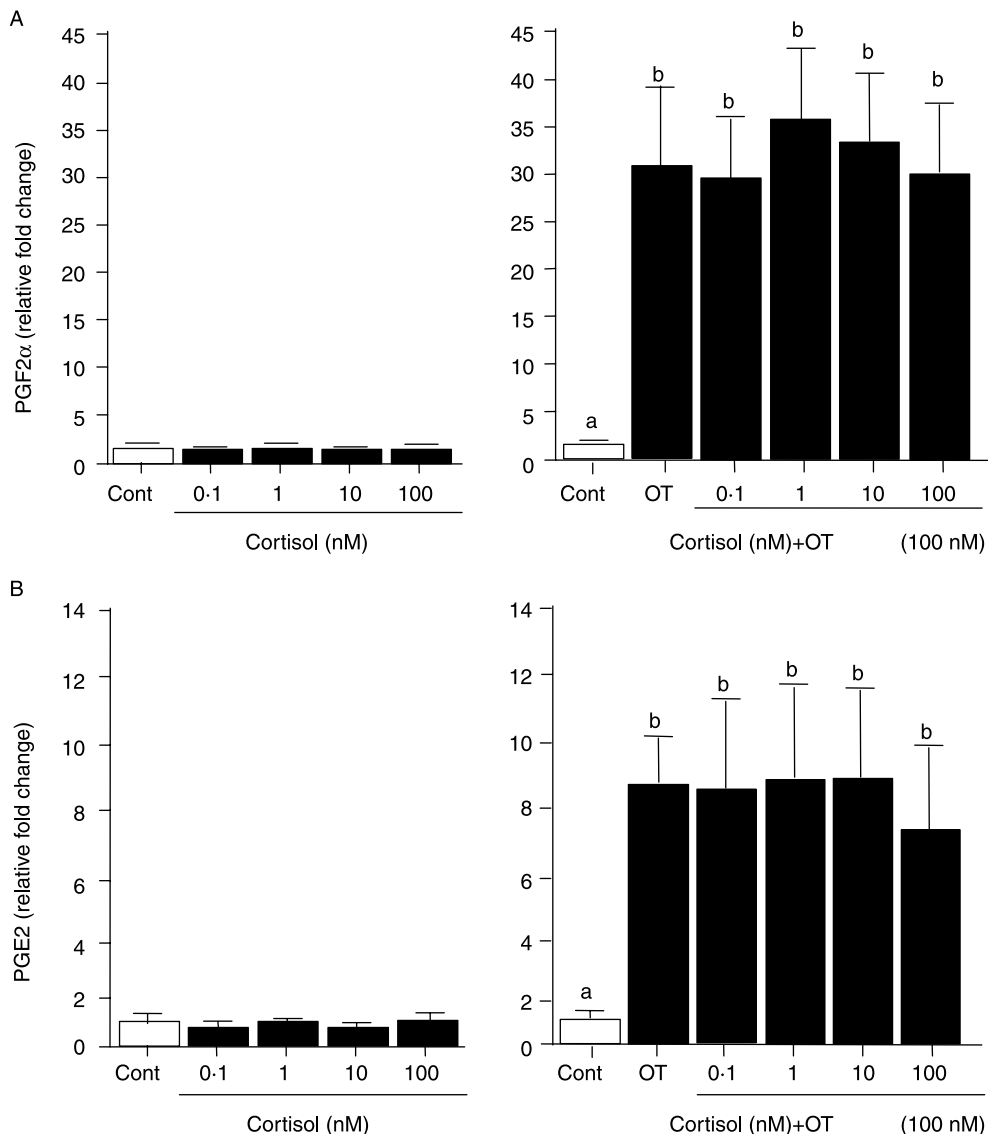 A
PGF2α (relative fold change)
45
40
35
30
25
20
15
10
5
0
Cont 0·1 1 10 100
Cortisol (nM)
45
40
35
30
25
20
15
10
5
0
a b b b b b
Cont OT 0·1 1 10 100
Cortisol (nM)+OT (100 nM)
B
PGE2 (relative fold change)
14
12
10
8
6
4
2
0
Cont 0·1 1 10 100
Cortisol (nM)
14
12
10
8
6
4
2
0
a b b b b b
Cont OT 0·1 1 10 100
Cortisol (nM)+OT (100 nM)